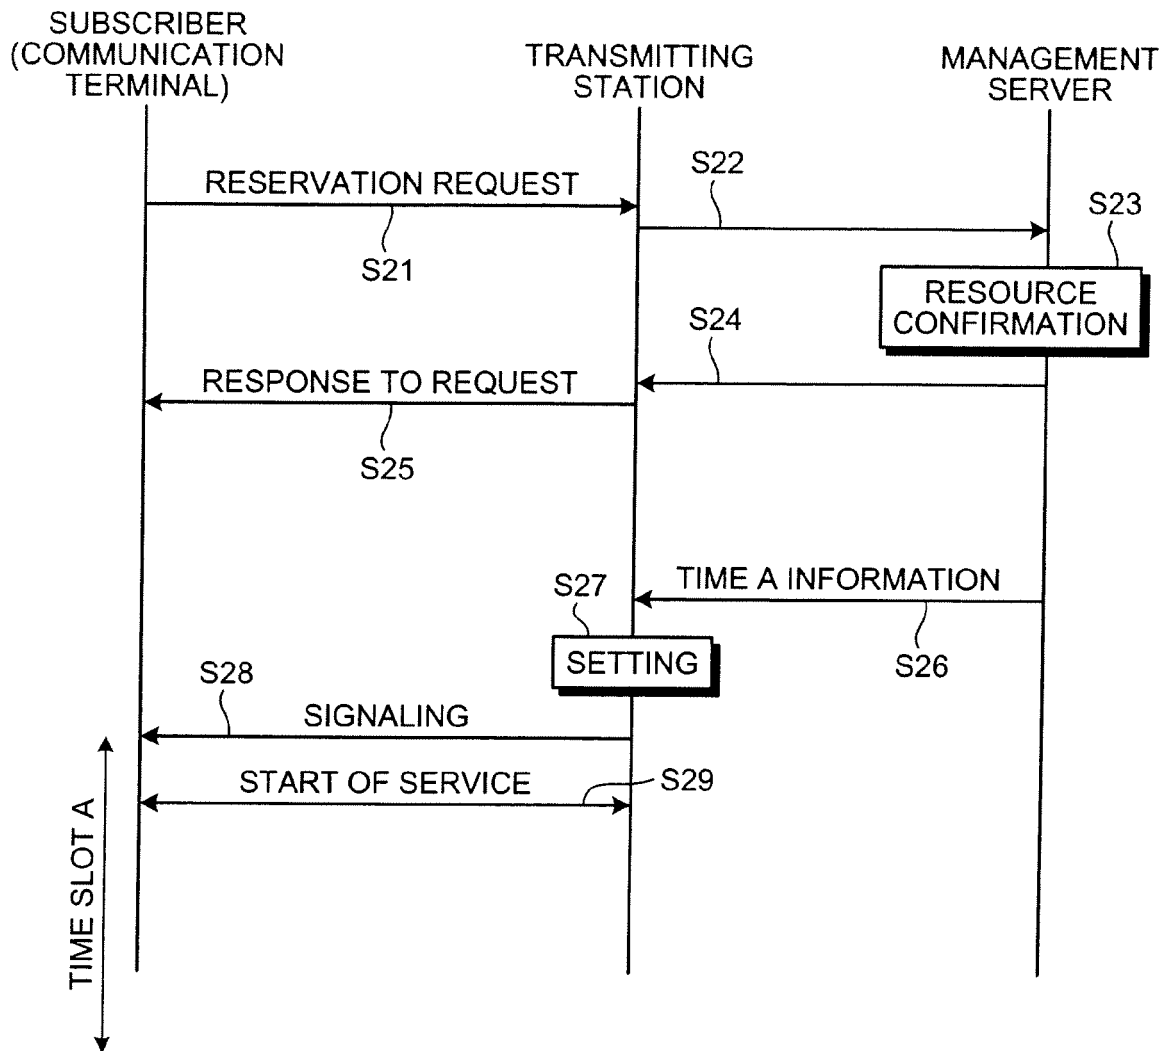 SUBSCRIBER
(COMMUNICATION
TERMINAL)
TRANSMITTING
STATION
MANAGEMENT
SERVER
RESERVATION REQUEST
S21
S22
S23
RESOURCE
CONFIRMATION
S24
RESPONSE TO REQUEST
S25
TIME A INFORMATION
S26
S27
SETTING
S28
SIGNALING
START OF SERVICE
S29
TIME SLOT A